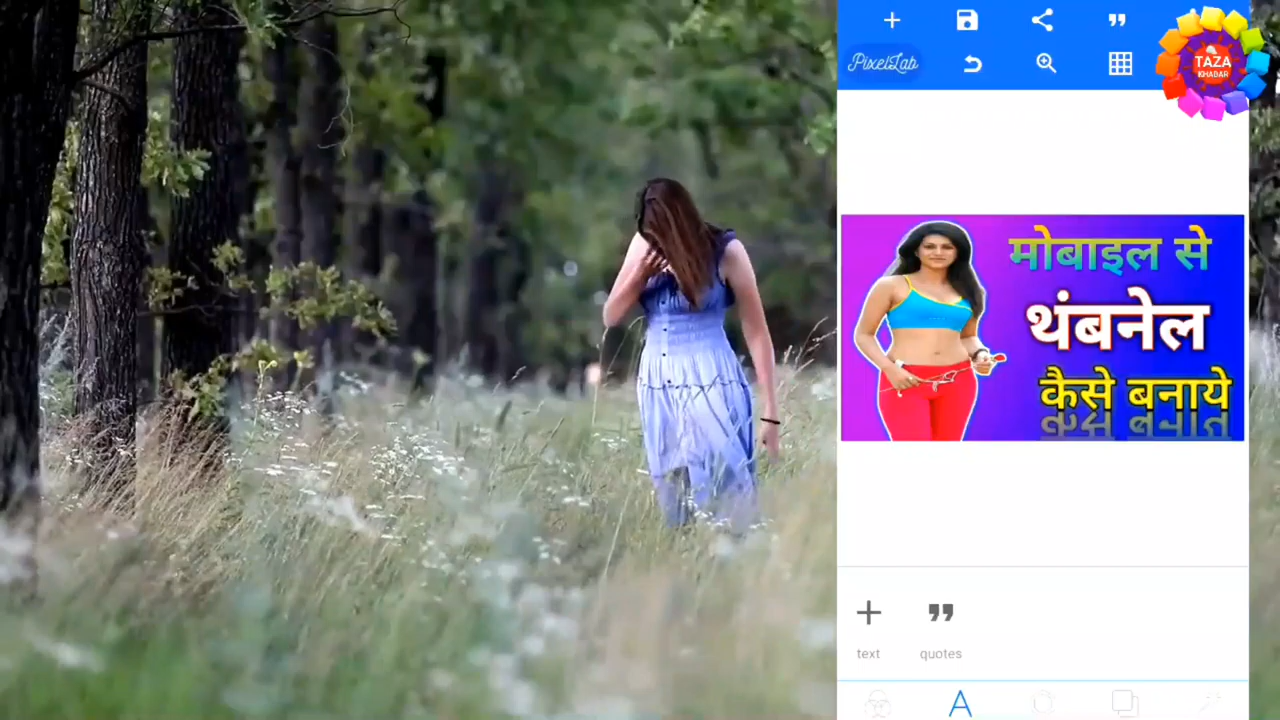 PixelLab
TAZA
KHABAR
मोबाइल से
थंबनेल
कैसे बनाये
text
quotes
A